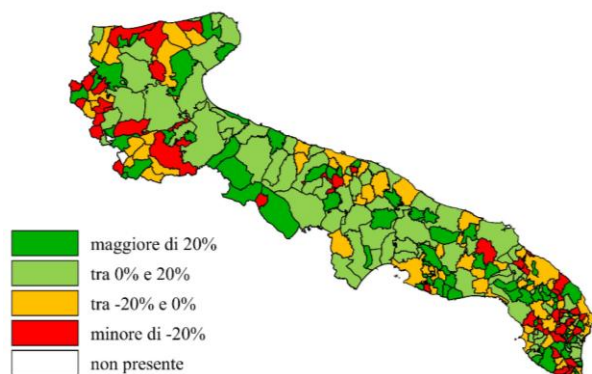 maggiore di 20%
tra 0% e 20%
tra -20% e 0%
minore di -20%
non presente